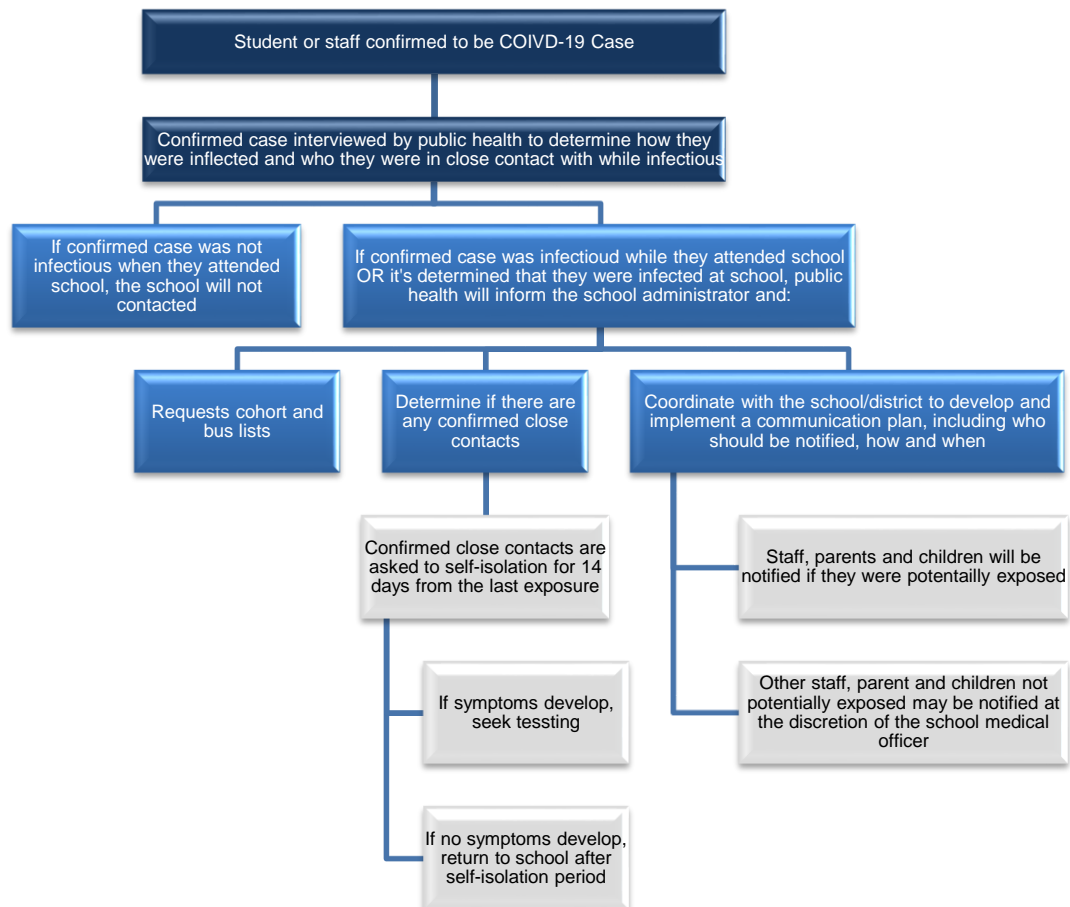 Student or staff confirmed to be COIVD-19 Case
Confirmed case interviewed by public health to determine how they
were inflected and who they were in close contact with while infectious
If confirmed case was not
infectious when they attended
school, the school will not
contacted
If confirmed case was infectioud while they attended school
OR it's determined that they were infected at school, public
health will inform the school administrator and:
Requests cohort and
bus lists
Determine if there are
any confirmed close
contacts
Coordinate with the school/district to develop and
implement a communication plan, including who
should be notified, how and when
Confirmed close contacts are
asked to self-isolation for 14
days from the last exposure
Staff, parents and children will be
notified if they were potentailly exposed
If symptoms develop,
seek tessting
Other staff, parent and children not
potentially exposed may be notified at
the discretion of the school medical
officer
If no symptoms develop,
return to school after
self-isolation period